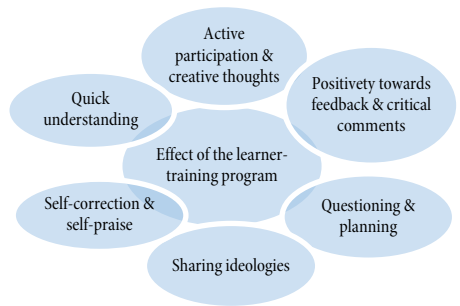 Active
participation &
creative thoughts
Positivety towards
feedback & critical
comments
Quick
understanding
Effect of the learner-
training program
Self-correction &
self-praise
Questioning &
planning
Sharing ideologies